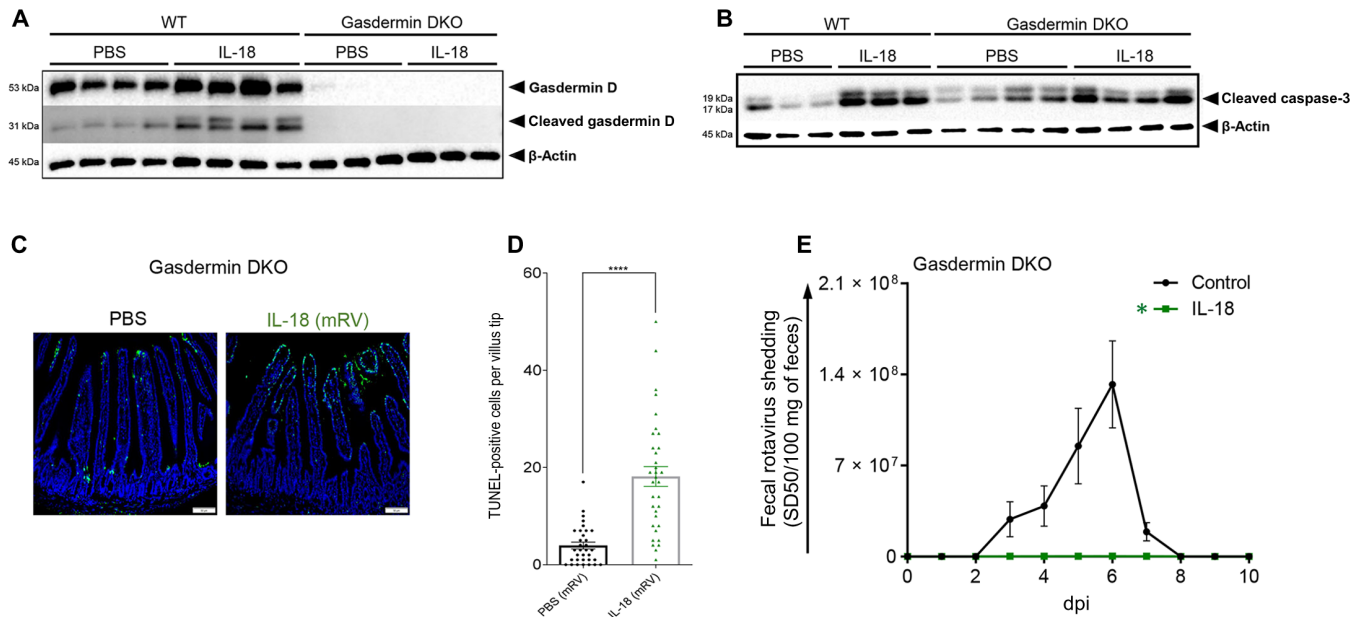 A
WT
Gasdermin DKO
PBS
IL-18
PBS
IL-18
53 kDa
Gasdermin D
31 kDa
Cleaved gasdermin D
45 kDa
β-Actin
B
WT
Gasdermin DKO
PBS
IL-18
PBS
IL-18
19 kDa
17 kDa
Cleaved caspase-3
45 kDa
β-Actin
C
Gasdermin DKO
PBS
IL-18 (mRV)
D
TUNEL-positive cells per villus tip
60
40
20
0
****
PBS (mRV)
IL-18 (mRV)
E
Gasdermin DKO
Fecal rotavirus shedding
(SD50/100 mg of feces)
2.1 × 10⁸
1.4 × 10⁸
7 × 10⁷
0
Control
* IL-18
0 2 4 6 8 10
dpi